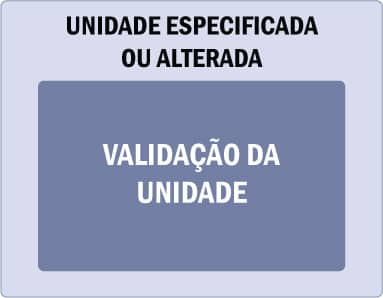 UNIDADE ESPECIFICADA
OU ALTERADA
VALIDAÇÃO DA
UNIDADE